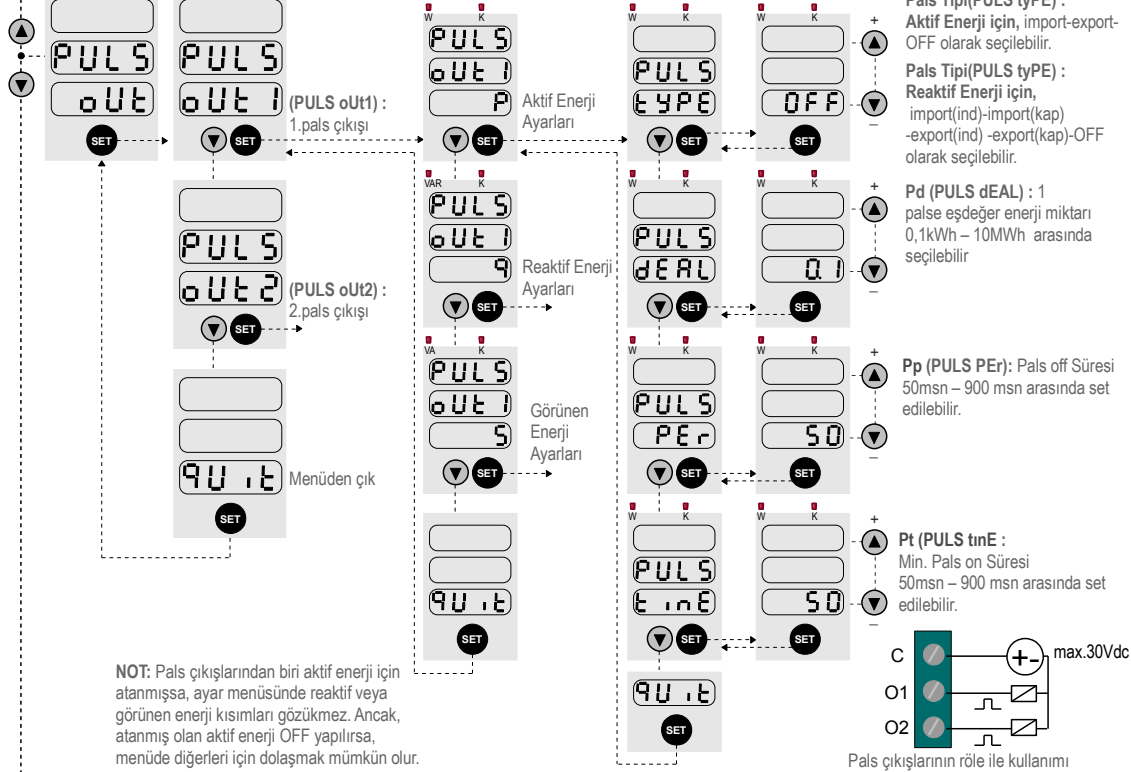 PULS
oUt
SET
PULS
oUt 1
SET
(PULS oUt1) :
1.pals çıkışı
PULS
oUt2
SET
(PULS oUt2) :
2.pals çıkışı
qUit
SET
Menüden çık
W K
PULS
oUt 1
P
SET
Aktif Enerji
Ayarları
VAR K
PULS
oUt 1
q
SET
Reaktif Enerji
Ayarları
VA K
PULS
oUt 1
S
SET
Görünen
Enerji
Ayarları
qUit
SET
W K
PULS
tYPE
SET
W K
OFF
SET
+
–
Pals Tipi(PULS tyPE) :
Aktif Enerji için, import-export-
OFF olarak seçilebilir.
Pals Tipi(PULS tyPE) :
Reaktif Enerji için,
import(ind)-import(kap)
-export(ind) -export(kap)-OFF
olarak seçilebilir.
W K
PULS
dEAL
SET
W K
0.1
SET
+
–
Pd (PULS dEAL) : 1
palse eşdeğer enerji miktarı
0,1kWh – 10MWh arasında
seçilebilir
W K
PULS
PEr
SET
W K
50
SET
+
–
Pp (PULS PEr): Pals off Süresi
50msn – 900 msn arasında set
edilebilir.
W K
PULS
tinE
SET
W K
50
SET
+
–
Pt (PULS tınE :
Min. Pals on Süresi
50msn – 900 msn arasında set
edilebilir.
qUit
SET
C
O1
O2
+-
max.30Vdc
Pals çıkışlarının röle ile kullanımı
NOT: Pals çıkışlarından biri aktif enerji için
atanmışsa, ayar menüsünde reaktif veya
görünen enerji kısımları gözükmez. Ancak,
atanmış olan aktif enerji OFF yapılırsa,
menüde diğerleri için dolaşmak mümkün olur.